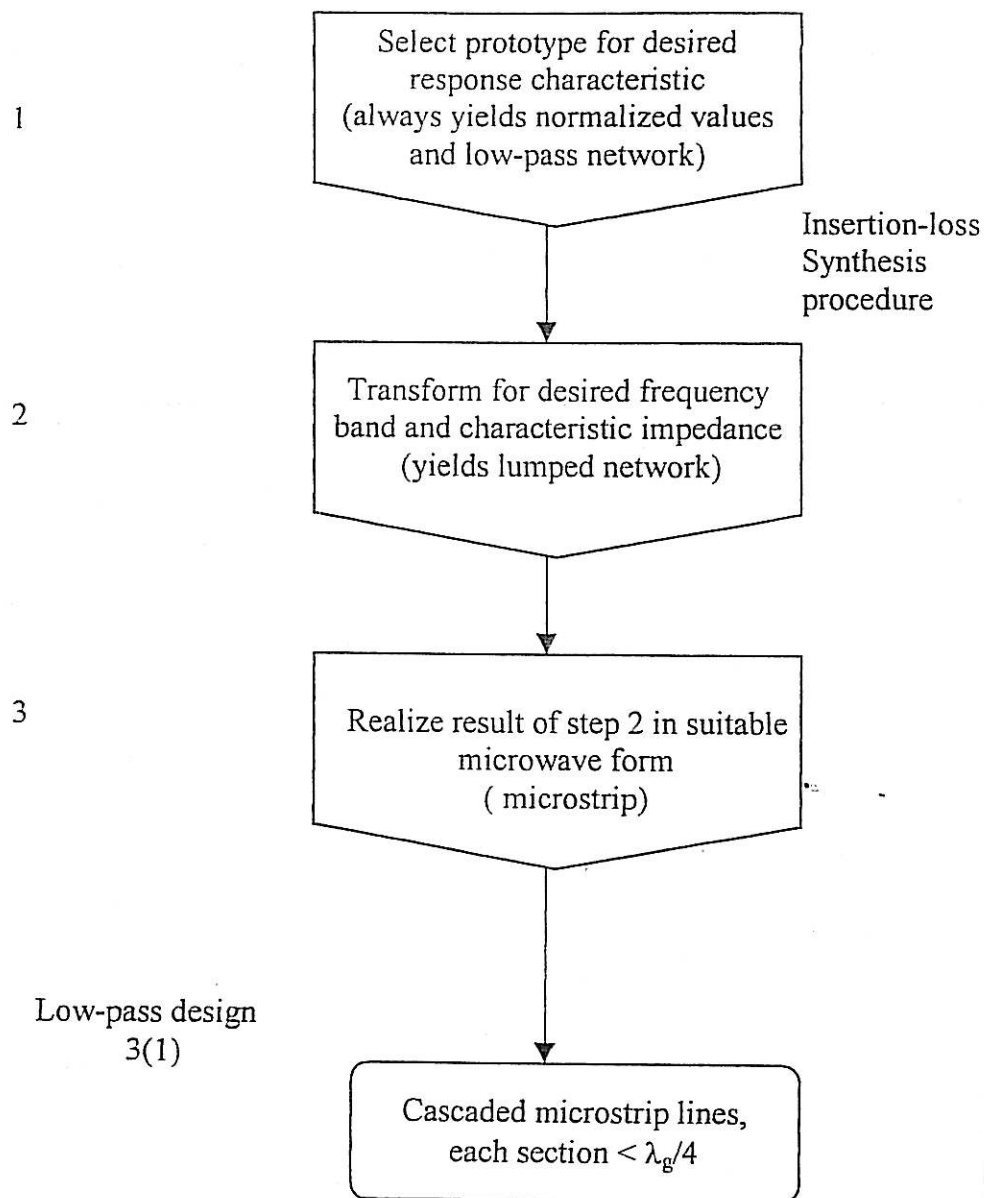 1
Select prototype for desired
response characteristic
(always yields normalized values
and low-pass network)
Insertion-loss
Synthesis
procedure
2
Transform for desired frequency
band and characteristic impedance
(yields lumped network)
3
Realize result of step 2 in suitable
microwave form
( microstrip)
Low-pass design
3(1)
Cascaded microstrip lines,
each section < λg/4